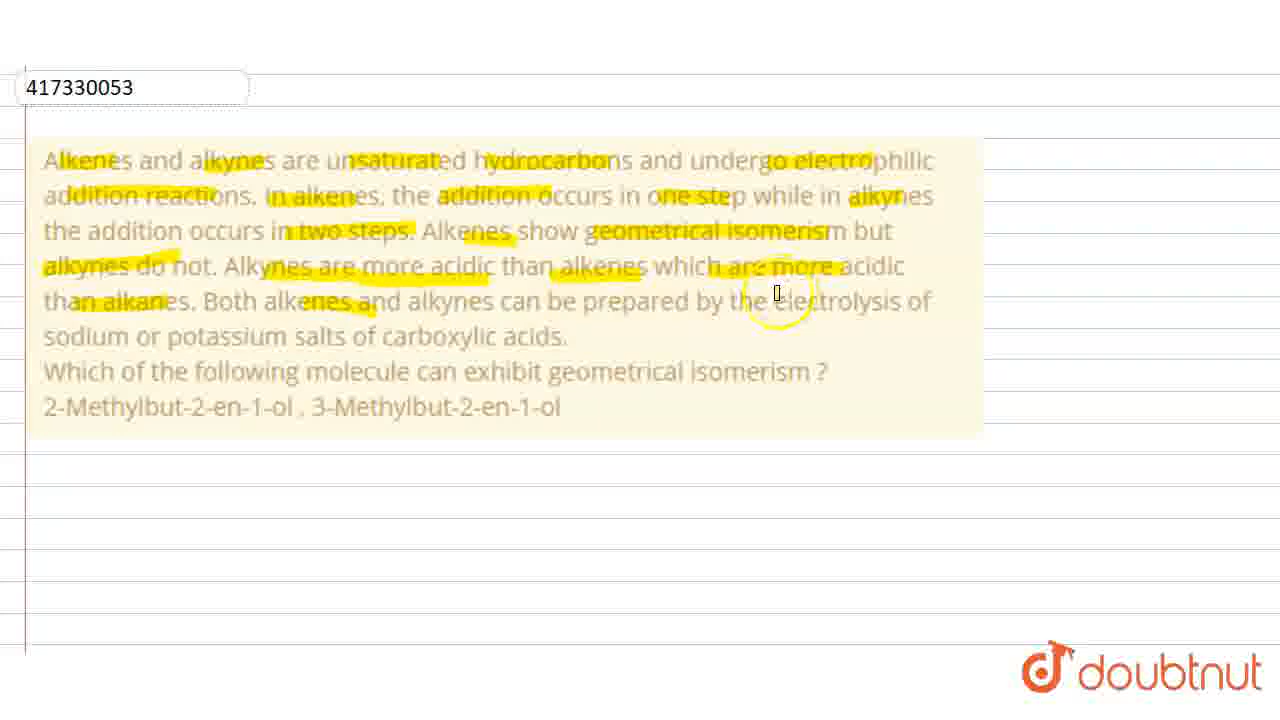 417330053
Alkenes and alkynes are unsaturated hydrocarbons and undergo electrophilic
addition reactions. In alkenes, the addition occurs in one step while in alkynes
the addition occurs in two steps. Alkenes show geometrical isomerism but
alkynes do not. Alkynes are more acidic than alkenes which are more acidic
than alkanes. Both alkenes and alkynes can be prepared by the electrolysis of
sodium or potassium salts of carboxylic acids.
Which of the following molecule can exhibit geometrical isomerism ?
2-Methylbut-2-en-1-ol , 3-Methylbut-2-en-1-ol
doubtnut